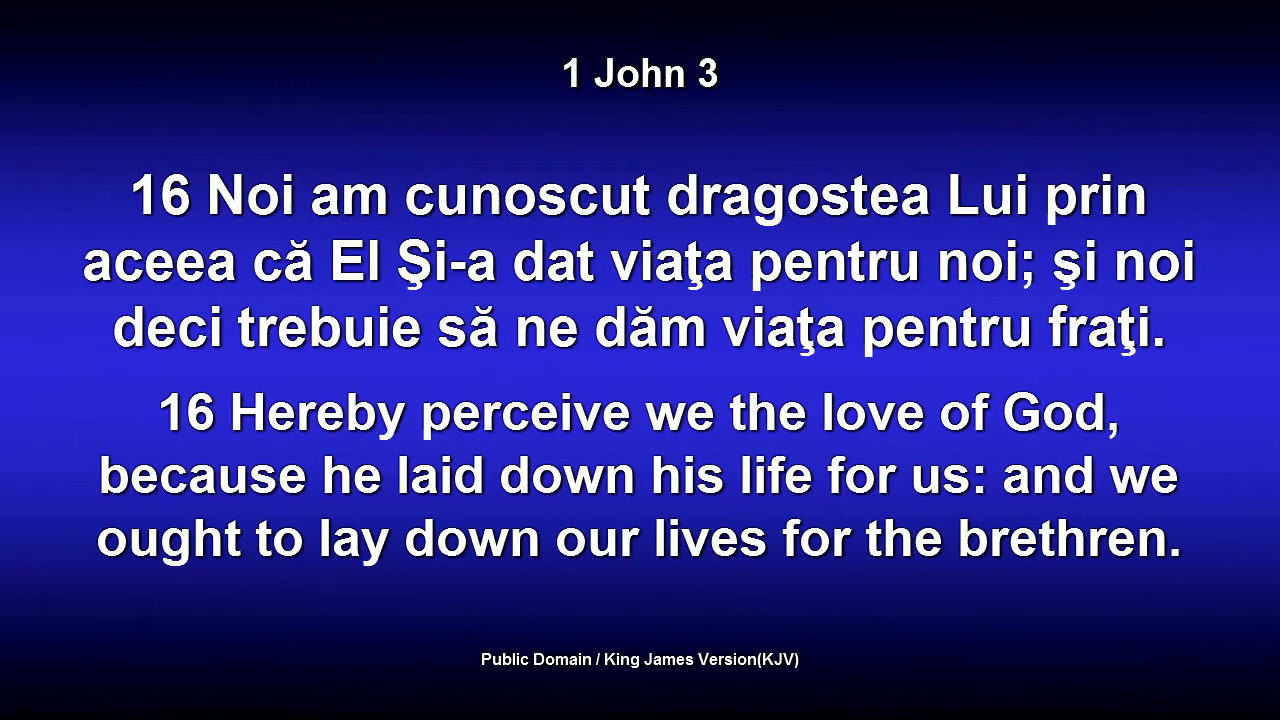 1 John 3
16 Noi am cunoscut dragostea Lui prin
aceea că El Şi-a dat viaţa pentru noi; şi noi
deci trebuie să ne dăm viaţa pentru fraţi.
16 Hereby perceive we the love of God,
because he laid down his life for us: and we
ought to lay down our lives for the brethren.
Public Domain / King James Version(KJV)